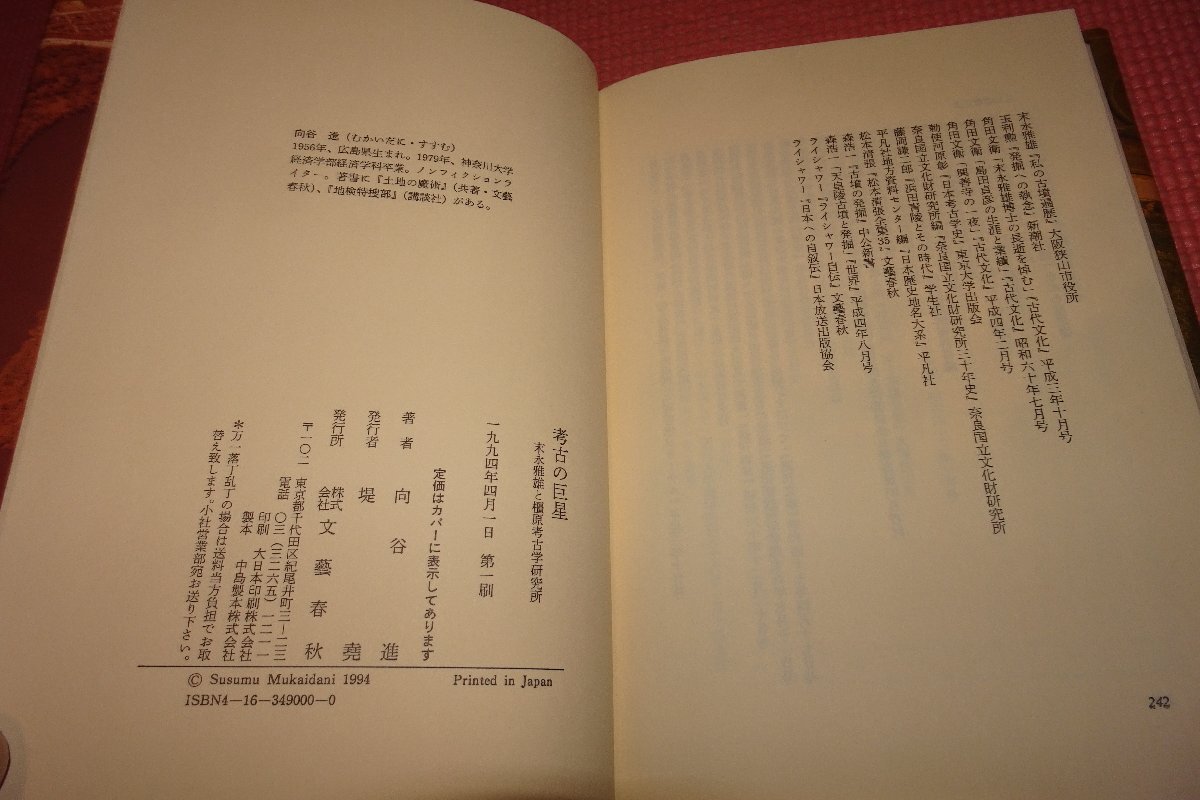 末永雅雄『私の古墳遍歴』大阪狭山市役所
玉利勲『発掘への執念』新潮社
角田文衞「末永雅雄博士の長逝を悼む」『古代文化』平成三年十月号
角田文衞「島田貞彦の生涯と業績」『古代文化』昭和六十年七月号
角田文衞「興善寺の一夜」『古代文化』平成四年二月号
勅使河原彰『日本考古学史』東京大学出版会
奈良国立文化財研究所編『奈良国立文化財研究所三十年史』奈良国立文化財研究所
藤岡謙二郎『浜田青陵とその時代』学生社
平凡社地方資料センター編『日本歴史地名大系』平凡社
松本清張『松本清張全集35』文藝春秋
森浩一『古墳の発掘』中公新書
森浩一「天皇陵古墳と発掘」『世界』平成四年八月号
ライシャワー『ライシャワー自伝』文藝春秋
ライシャワー『日本への自叙伝』日本放送出版協会
242
向谷 進(むかいだに・すすむ)
1956年、広島県生まれ。1979年、神奈川大学
経済学部経済学科卒業。ノンフィクションラ
イター。著書に『土地の魔術』(共著・文藝
春秋)、『地検特捜部』(講談社)がある。
考古の巨星
末永雅雄と橿原考古学研究所
一九九四年四月一日 第一刷
定価はカバーに表示してあります
著者 向谷 進
発行者 堤 堯
発行所 株式会社 文藝春秋
〒一〇二 東京都千代田区紀尾井町三―二三
電話 〇三(三二六五)一二一一
印刷 大日本印刷株式会社
製本 中島製本株式会社
*万一落丁乱丁の場合は送料当方負担でお取
替え致します。小社営業部宛お送り下さい。
© Susumu Mukaidani 1994 Printed in Japan
ISBN4-16-349000-0